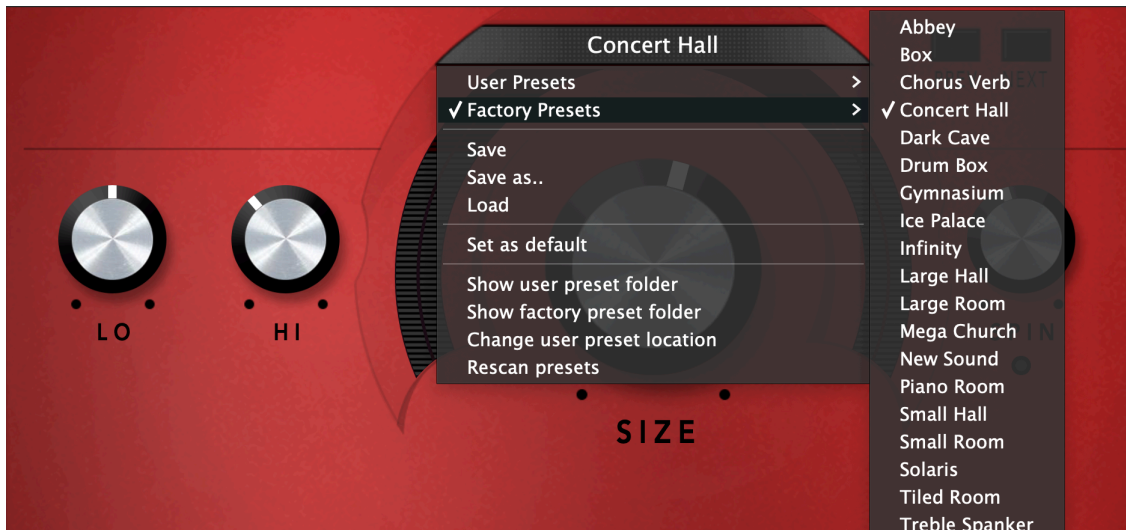 Concert Hall
User Presets
Factory Presets
Save
Save as..
Load
Set as default
Show user preset folder
Show factory preset folder
Change user preset location
Rescan presets
Abbey
Box
Chorus Verb
Concert Hall
Dark Cave
Drum Box
Gymnasium
Ice Palace
Infinity
Large Hall
Large Room
Mega Church
New Sound
Piano Room
Small Hall
Small Room
Solaris
Tiled Room
Treble Spanker
LO
HI
SIZE